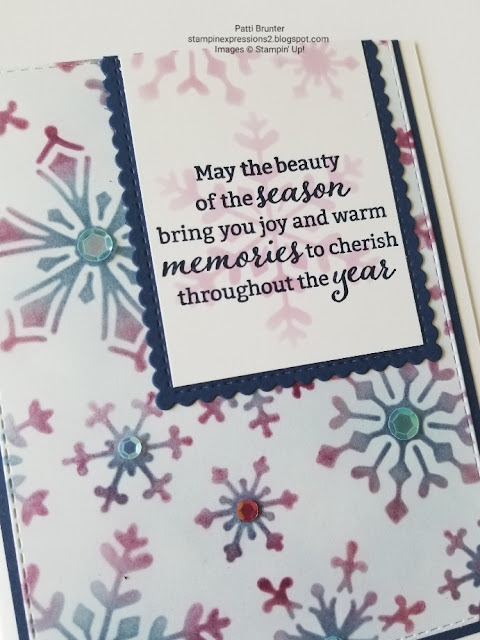 Patti Brunter
stampinexpressions2.blogspot.com
Images © Stampin' Up!
May the beauty
of the season
bring you joy and warm
memories to cherish
throughout the year